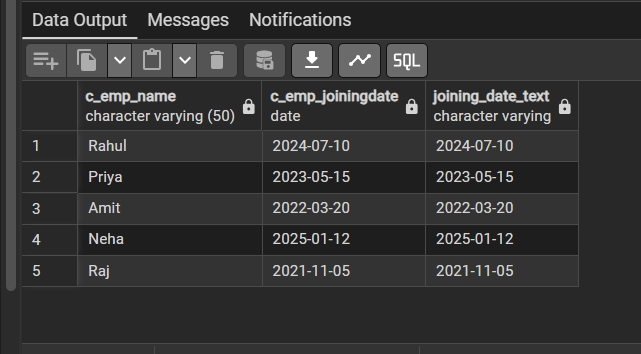 Data Output Messages Notifications
SQL
c_emp_name c_emp_joiningdate joining_date_text
character varying (50) date character varying
1 Rahul 2024-07-10 2024-07-10
2 Priya 2023-05-15 2023-05-15
3 Amit 2022-03-20 2022-03-20
4 Neha 2025-01-12 2025-01-12
5 Raj 2021-11-05 2021-11-05